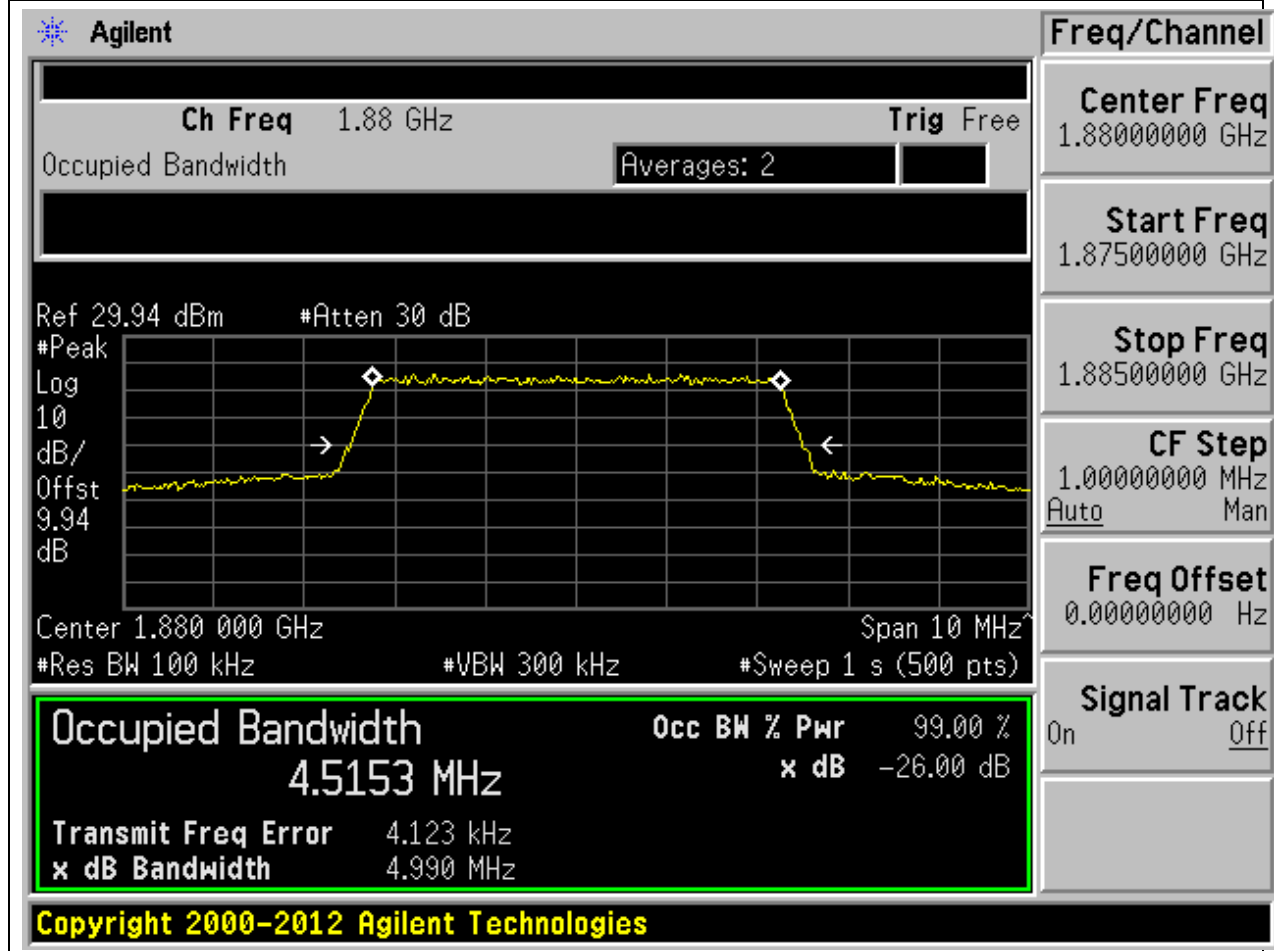 Agilent
Freq/Channel
Ch Freq 1.88 GHz Trig Free
Occupied Bandwidth Averages: 2
Ref 29.94 dBm #Atten 30 dB
#Peak
Log
10
dB/
Offst
9.94
dB
Center 1.880 000 GHz Span 10 MHz^
#Res BW 100 kHz #VBW 300 kHz #Sweep 1 s (500 pts)
Occupied Bandwidth
4.5153 MHz
Occ BW % Pwr 99.00 %
x dB -26.00 dB
Transmit Freq Error 4.123 kHz
x dB Bandwidth 4.990 MHz
Copyright 2000-2012 Agilent Technologies
Center Freq
1.88000000 GHz
Start Freq
1.87500000 GHz
Stop Freq
1.88500000 GHz
CF Step
1.00000000 MHz
Auto Man
Freq Offset
0.00000000 Hz
Signal Track
On Off